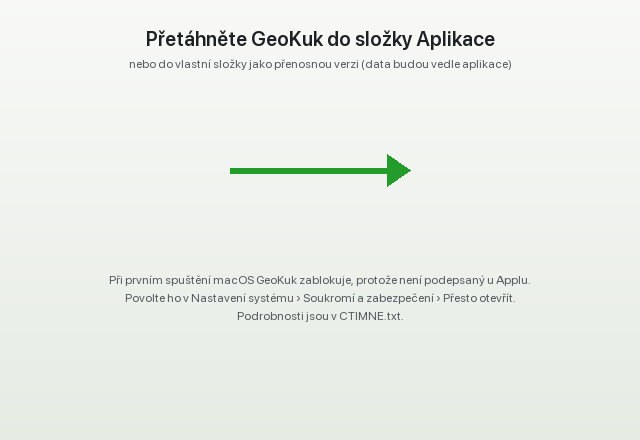 Přetáhněte GeoKuk do složky Aplikace
nebo do vlastní složky jako přenosnou verzi (data budou vedle aplikace)
Při prvním spuštění macOS GeoKuk zablokuje, protože není podepsaný u Applu.
Povolte ho v Nastavení systému › Soukromí a zabezpečení › Přesto otevřít.
Podrobnosti jsou v CTIMNE.txt.